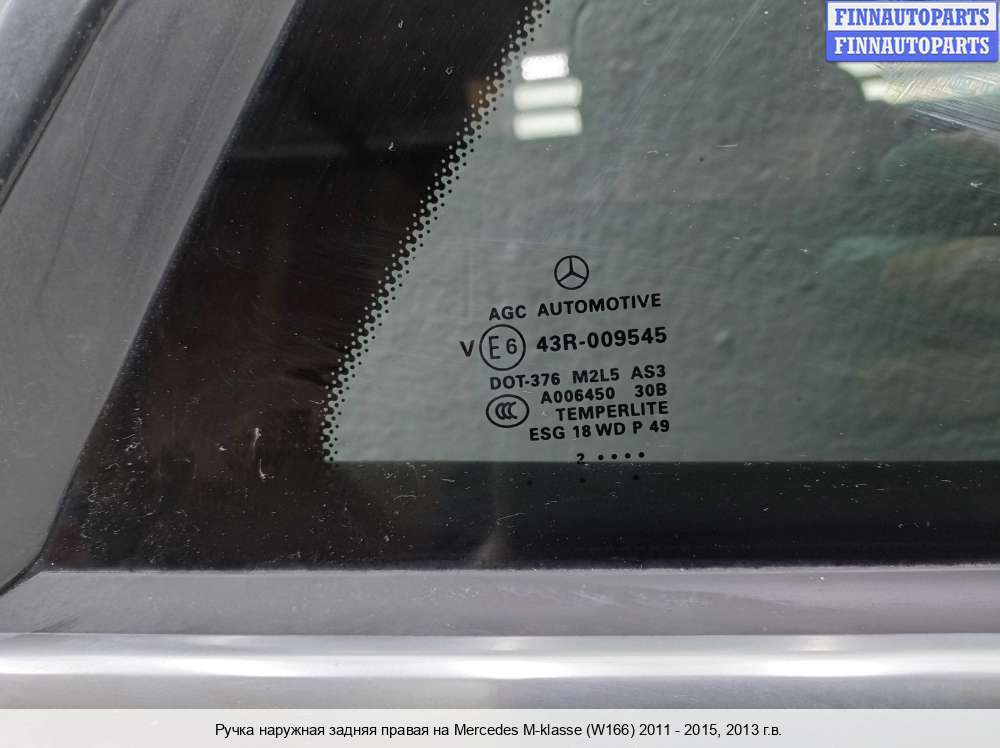 FINNAUTOPARTS
FINNAUTOPARTS
AGC AUTOMOTIVE
V E6 43R-009545
DOT-376 M2L5 AS3
A006450 30B
CCC TEMPERLITE
ESG 18 WD P 49
2 ••••
Ручка наружная задняя правая на Mercedes M-klasse (W166) 2011 - 2015, 2013 г.в.